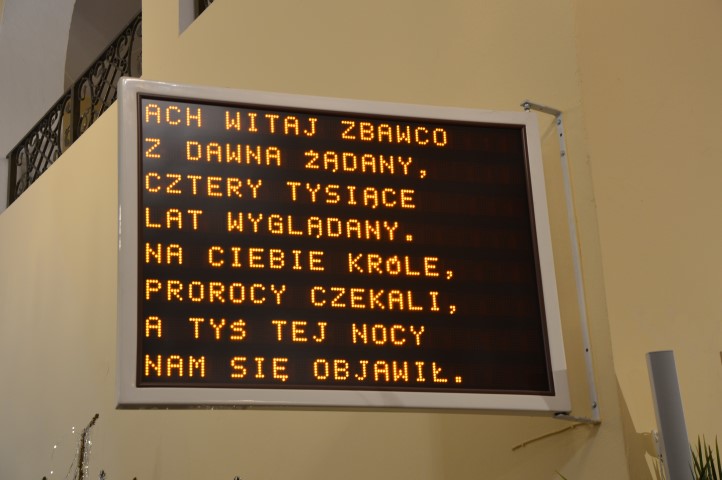 ACH WITAJ ZBAWCO
Z DAWNA ŻĄDANY,
CZTERY TYSIĄCE
LAT WYGLĄDANY.
NA CIEBIE KRÓLE,
PROROCY CZEKALI,
A TYŚ TEJ NOCY
NAM SIĘ OBJAWIŁ.